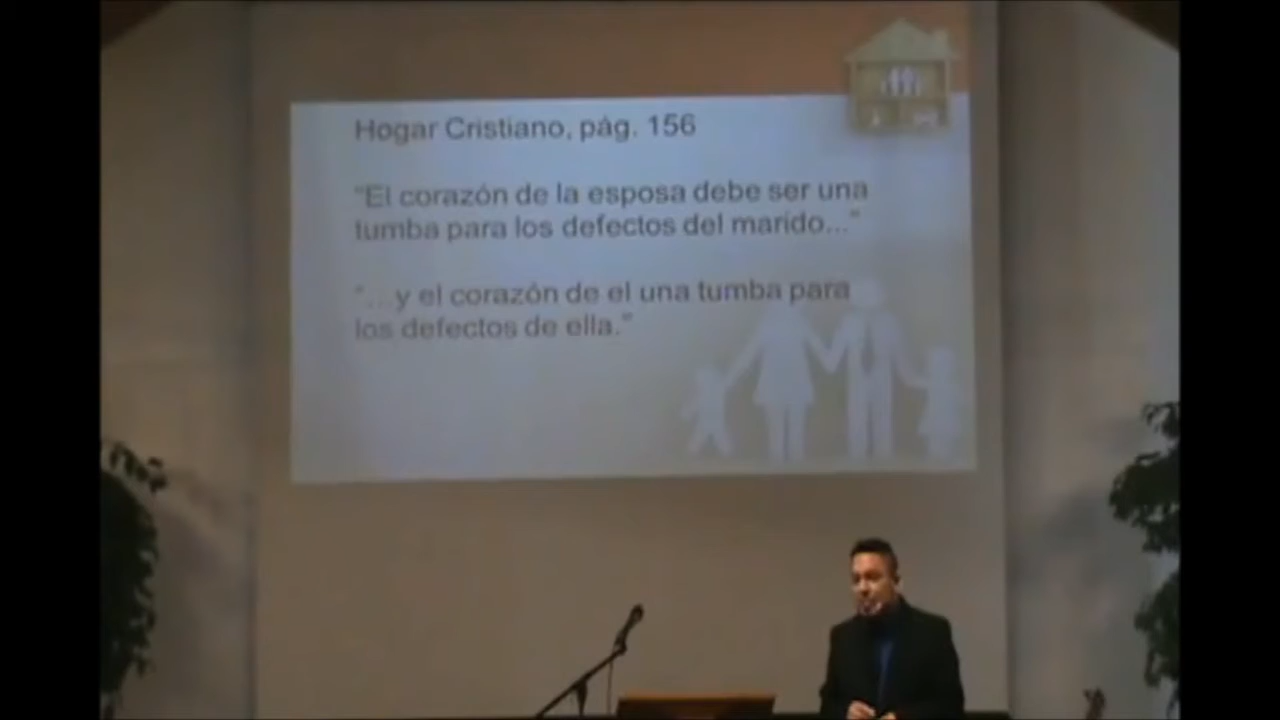 Hogar Cristiano, pág. 156
"El corazón de la esposa debe ser una
tumba para los defectos del marido..."
"...y el corazón de el una tumba para
los defectos de ella."